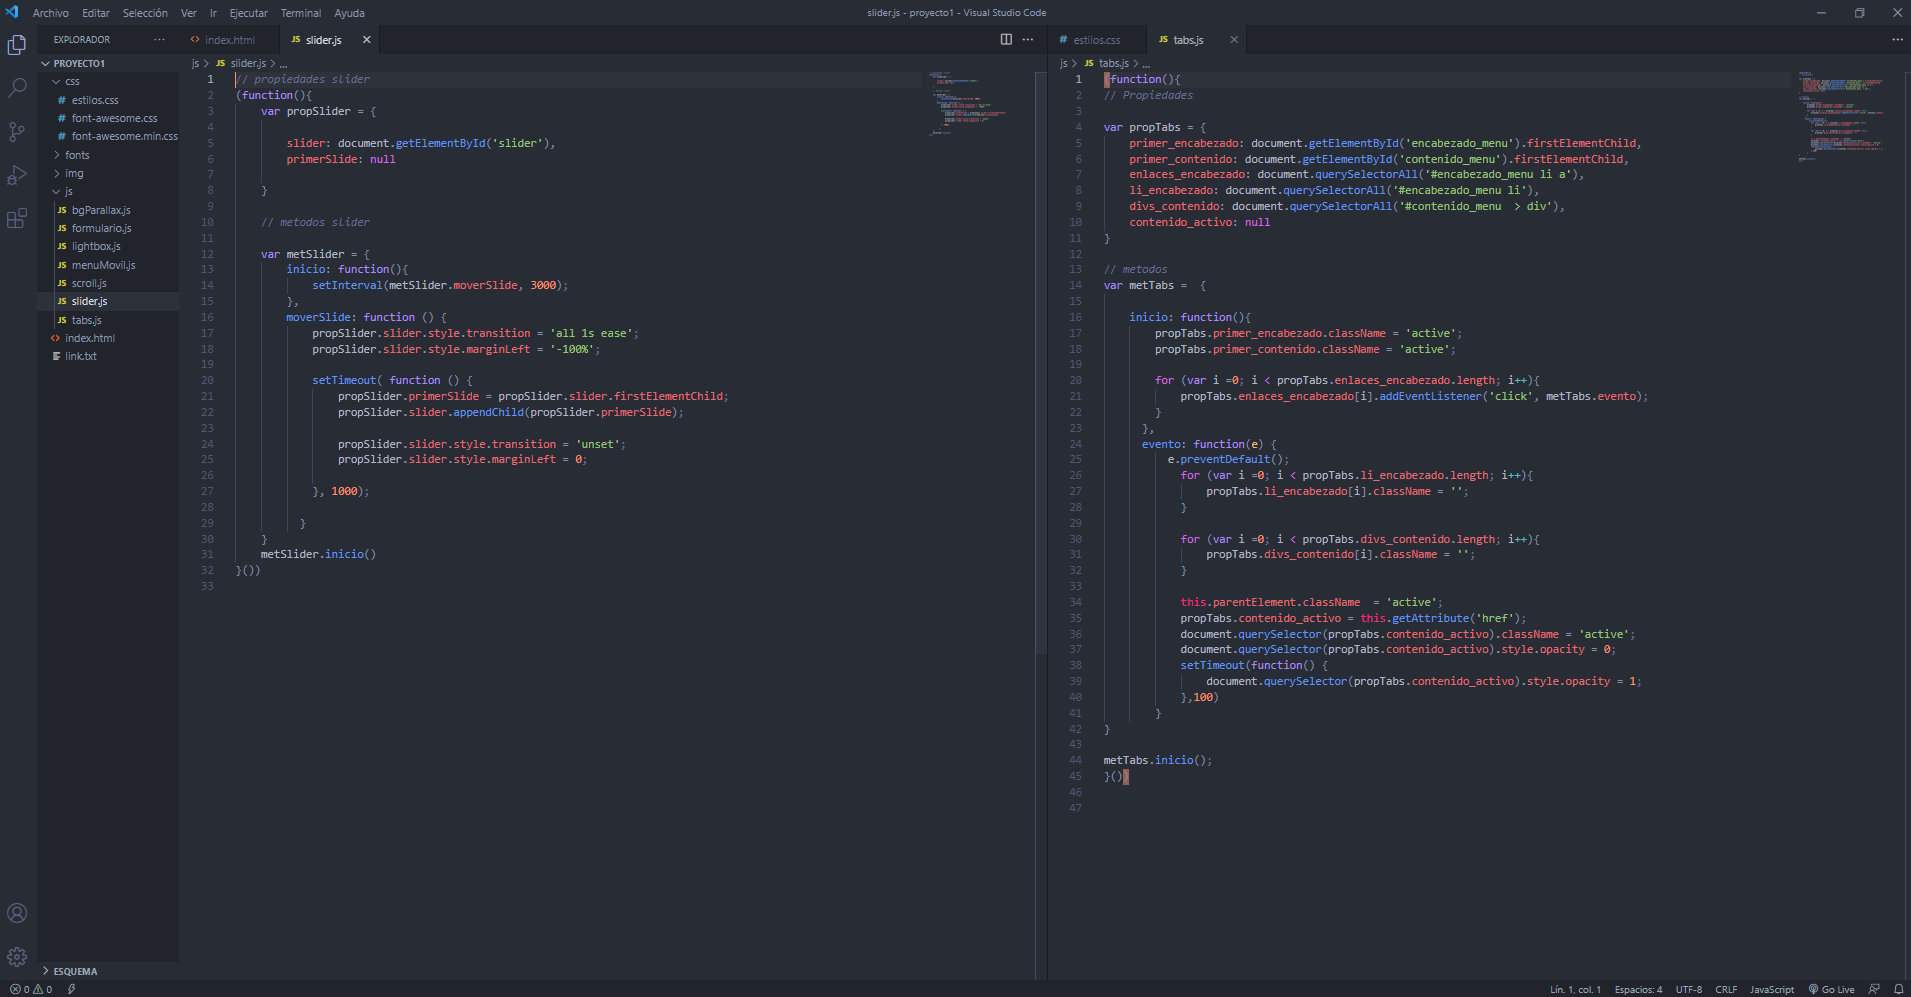 Archivo Editar Selección Ver Ir Ejecutar Terminal Ayuda
slider.js - proyecto1 - Visual Studio Code
EXPLORADOR
PROYECTO1
css
# estilos.css
# font-awesome.css
# font-awesome.min.css
fonts
img
js
JS bgParallax.js
JS formulario.js
JS lightbox.js
JS menuMovil.js
JS scroll.js
JS slider.js
JS tabs.js
<> index.html
link.txt
ESQUEMA
<> index.html
JS slider.js
js > JS slider.js > ...
1 // propiedades slider
2 (function(){
3 var propSlider = {
4
5 slider: document.getElementById('slider'),
6 primerSlide: null
7
8 }
9
10 // metodos slider
11
12 var metSlider = {
13 inicio: function(){
14 setInterval(metSlider.moverSlide, 3000);
15 },
16 moverSlide: function () {
17 propSlider.slider.style.transition = 'all 1s ease';
18 propSlider.slider.style.marginLeft = '-100%';
19
20 setTimeout( function () {
21 propSlider.primerSlide = propSlider.slider.firstElementChild;
22 propSlider.slider.appendChild(propSlider.primerSlide);
23
24 propSlider.slider.style.transition = 'unset';
25 propSlider.slider.style.marginLeft = 0;
26
27 }, 1000);
28
29 }
30 }
31 metSlider.inicio()
32 }())
33
# estilos.css
JS tabs.js
js > JS tabs.js > ...
1 (function(){
2 // Propiedades
3
4 var propTabs = {
5 primer_encabezado: document.getElementById('encabezado_menu').firstElementChild,
6 primer_contenido: document.getElementById('contenido_menu').firstElementChild,
7 enlaces_encabezado: document.querySelectorAll('#encabezado_menu li a'),
8 li_encabezado: document.querySelectorAll('#encabezado_menu li'),
9 divs_contenido: document.querySelectorAll('#contenido_menu  > div'),
10 contenido_activo: null
11 }
12
13 // metodos
14 var metTabs =  {
15
16 inicio: function(){
17 propTabs.primer_encabezado.className = 'active';
18 propTabs.primer_contenido.className = 'active';
19
20 for (var i =0; i < propTabs.enlaces_encabezado.length; i++){
21 propTabs.enlaces_encabezado[i].addEventListener('click', metTabs.evento);
22 }
23 },
24 evento: function(e) {
25 e.preventDefault();
26 for (var i =0; i < propTabs.li_encabezado.length; i++){
27 propTabs.li_encabezado[i].className = '';
28 }
29
30 for (var i =0; i < propTabs.divs_contenido.length; i++){
31 propTabs.divs_contenido[i].className = '';
32 }
33
34 this.parentElement.className  = 'active';
35 propTabs.contenido_activo = this.getAttribute('href');
36 document.querySelector(propTabs.contenido_activo).className = 'active';
37 document.querySelector(propTabs.contenido_activo).style.opacity = 0;
38 setTimeout(function() {
39 document.querySelector(propTabs.contenido_activo).style.opacity = 1;
40 },100)
41 }
42 }
43
44 metTabs.inicio();
45 }())
46
47
0 0
Lín. 1, col. 1 Espacios: 4 UTF-8 CRLF JavaScript Go Live